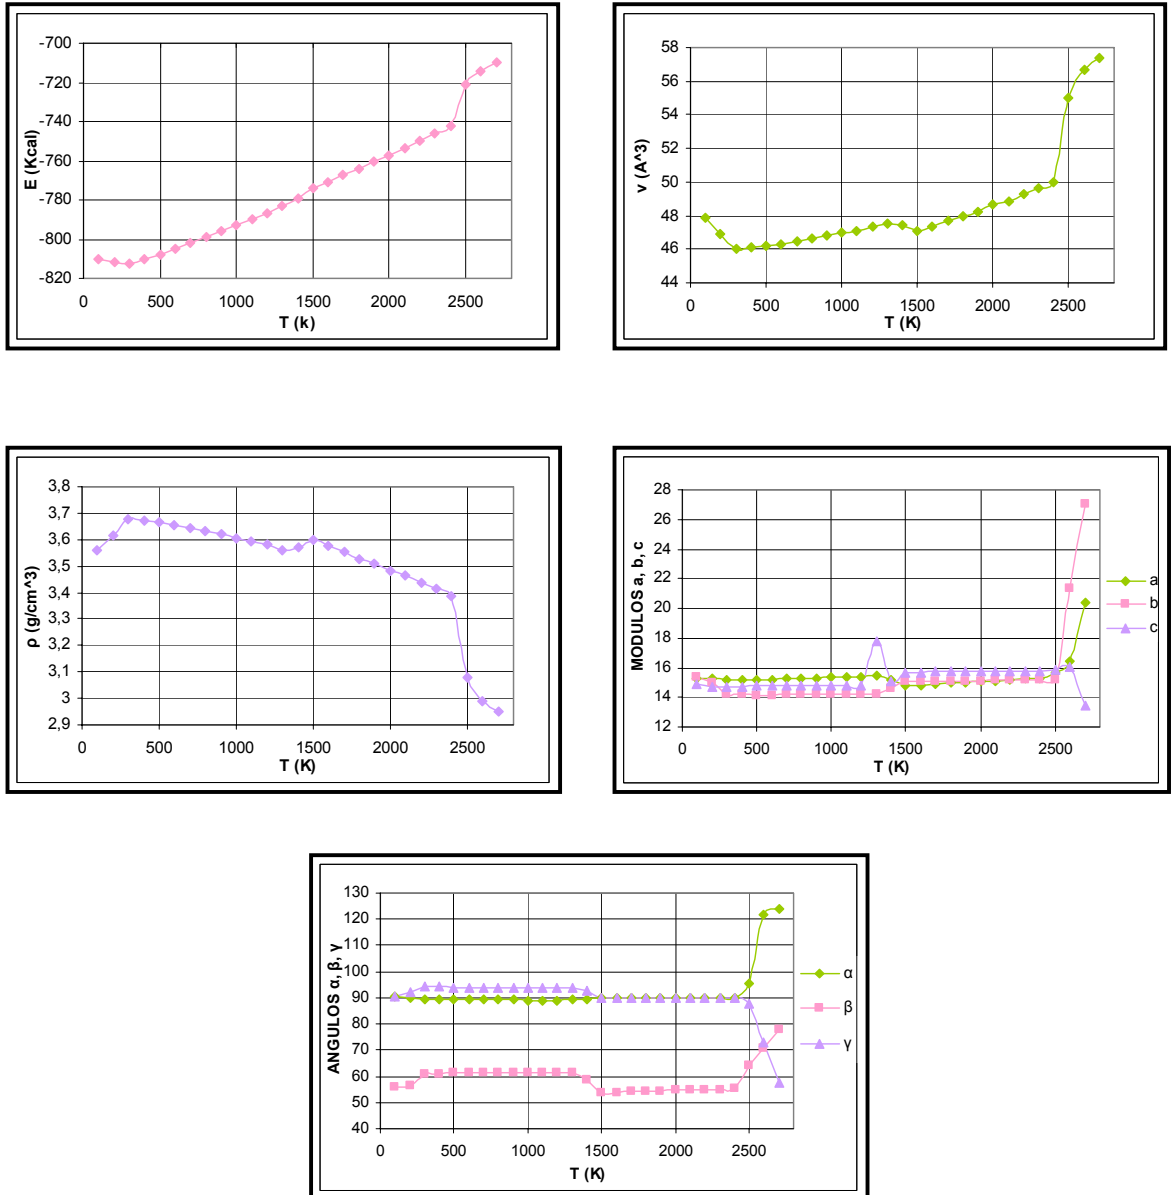 -700
-720
-740
-760
-780
-800
-820
E (Kcal)
0 500 1000 1500 2000 2500
T (k)
58
56
54
52
50
48
46
44
v (A^3)
0 500 1000 1500 2000 2500
T (K)
3,8
3,7
3,6
3,5
3,4
3,3
3,2
3,1
3
2,9
ρ (g/cm^3)
0 500 1000 1500 2000 2500
T (K)
28
26
24
22
20
18
16
14
12
MODULOS a, b, c
0 500 1000 1500 2000 2500
T (K)
a
b
c
130
120
110
100
90
80
70
60
50
40
ANGULOS α, β, γ
0 500 1000 1500 2000 2500
T (K)
α
β
γ